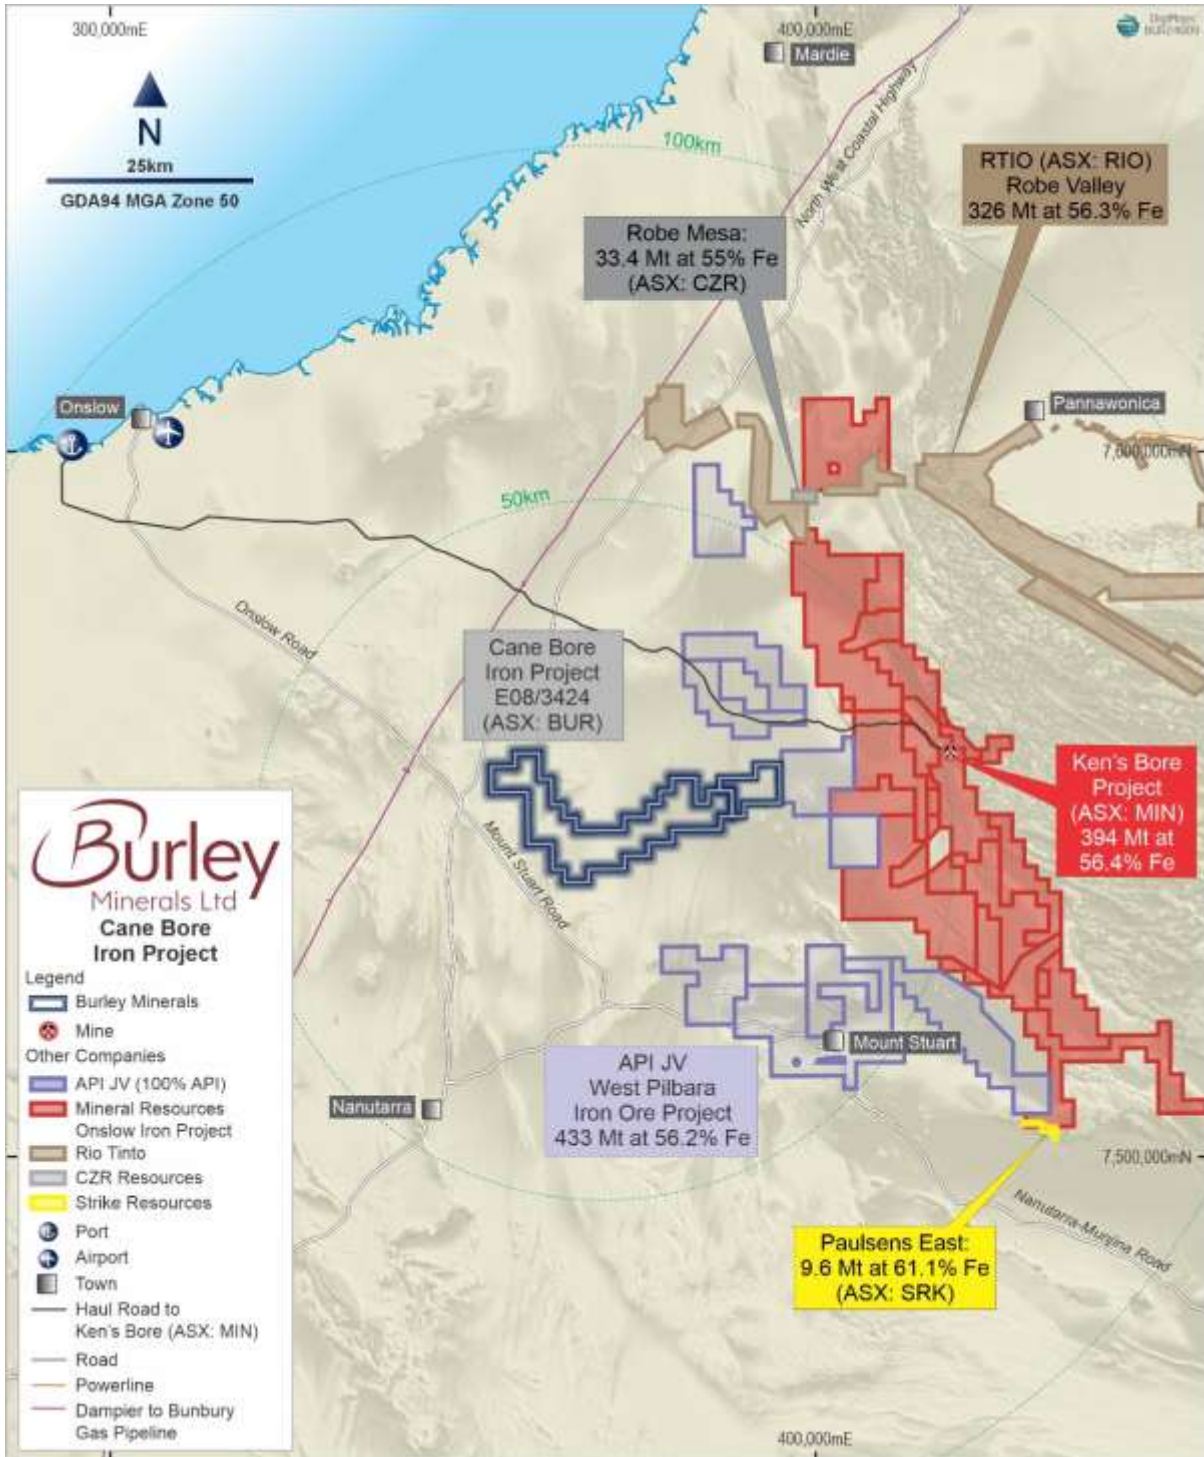 300,000mE
400,000mE
Mardie
N
25km
GDA94 MGA Zone 50
100km
North West Coastal Highway
RTIO (ASX: RIO)
Robe Valley
326 Mt at 56.3% Fe
Robe Mesa:
33.4 Mt at 55% Fe
(ASX: CZR)
Onslow
Pannawonica
7,600,000mN
50km
Onslow Road
Cane Bore
Iron Project
E08/3424
(ASX: BUR)
Ken's Bore
Project
(ASX: MIN)
394 Mt at
56.4% Fe
Mount Stuart Road
Burley
Minerals Ltd
Cane Bore
Iron Project
Legend
Burley Minerals
Mine
Other Companies
API JV (100% API)
Mineral Resources
Onslow Iron Project
Rio Tinto
CZR Resources
Strike Resources
Port
Airport
Town
Haul Road to
Ken's Bore (ASX: MIN)
Road
Powerline
Dampier to Bunbury
Gas Pipeline
Mount Stuart
API JV
West Pilbara
Iron Ore Project
433 Mt at 56.2% Fe
Nanutarra
7,500,000mN
Nanutarra-Munjina Road
Paulsens East:
9.6 Mt at 61.1% Fe
(ASX: SRK)
400,000mE